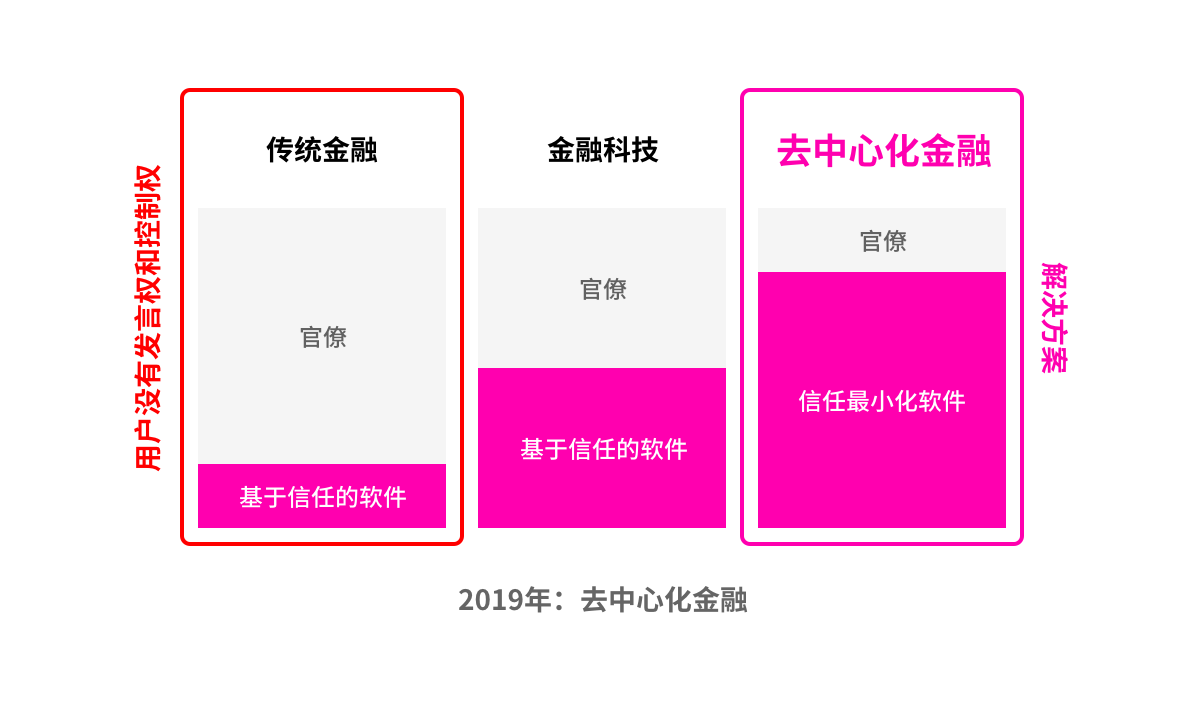 用户没有发言权和控制权
传统金融
官僚
基于信任的软件
金融科技
官僚
基于信任的软件
去中心化金融
官僚
信任最小化软件
解决方案
2019年：去中心化金融